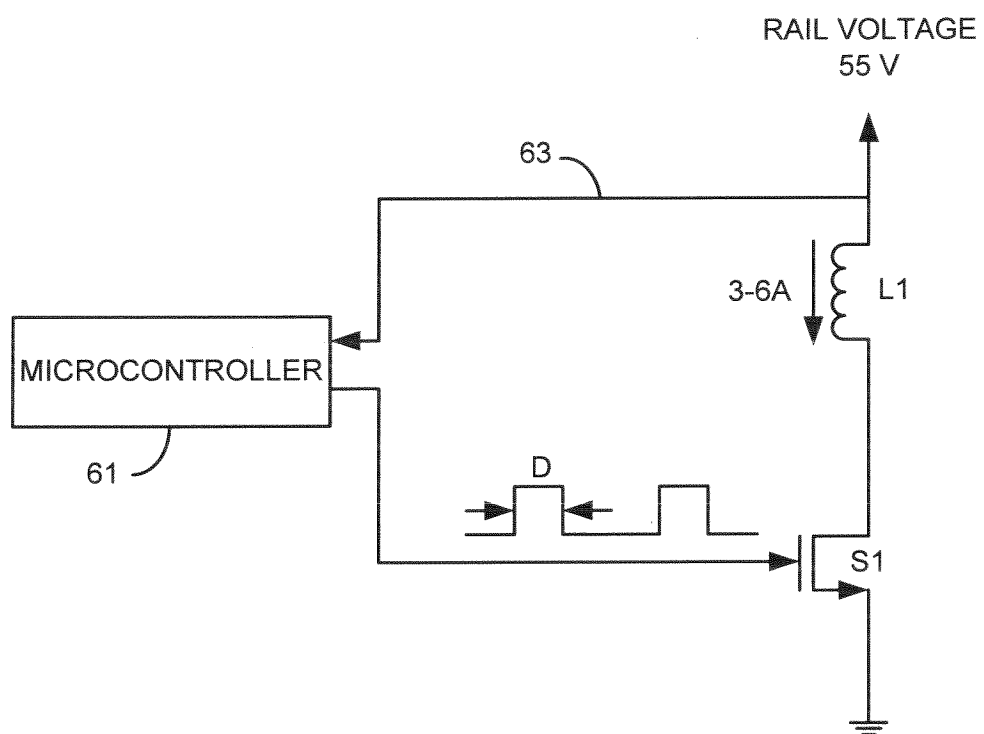 RAIL VOLTAGE
55 V
63
3-6A
L1
MICROCONTROLLER
61
D
S1